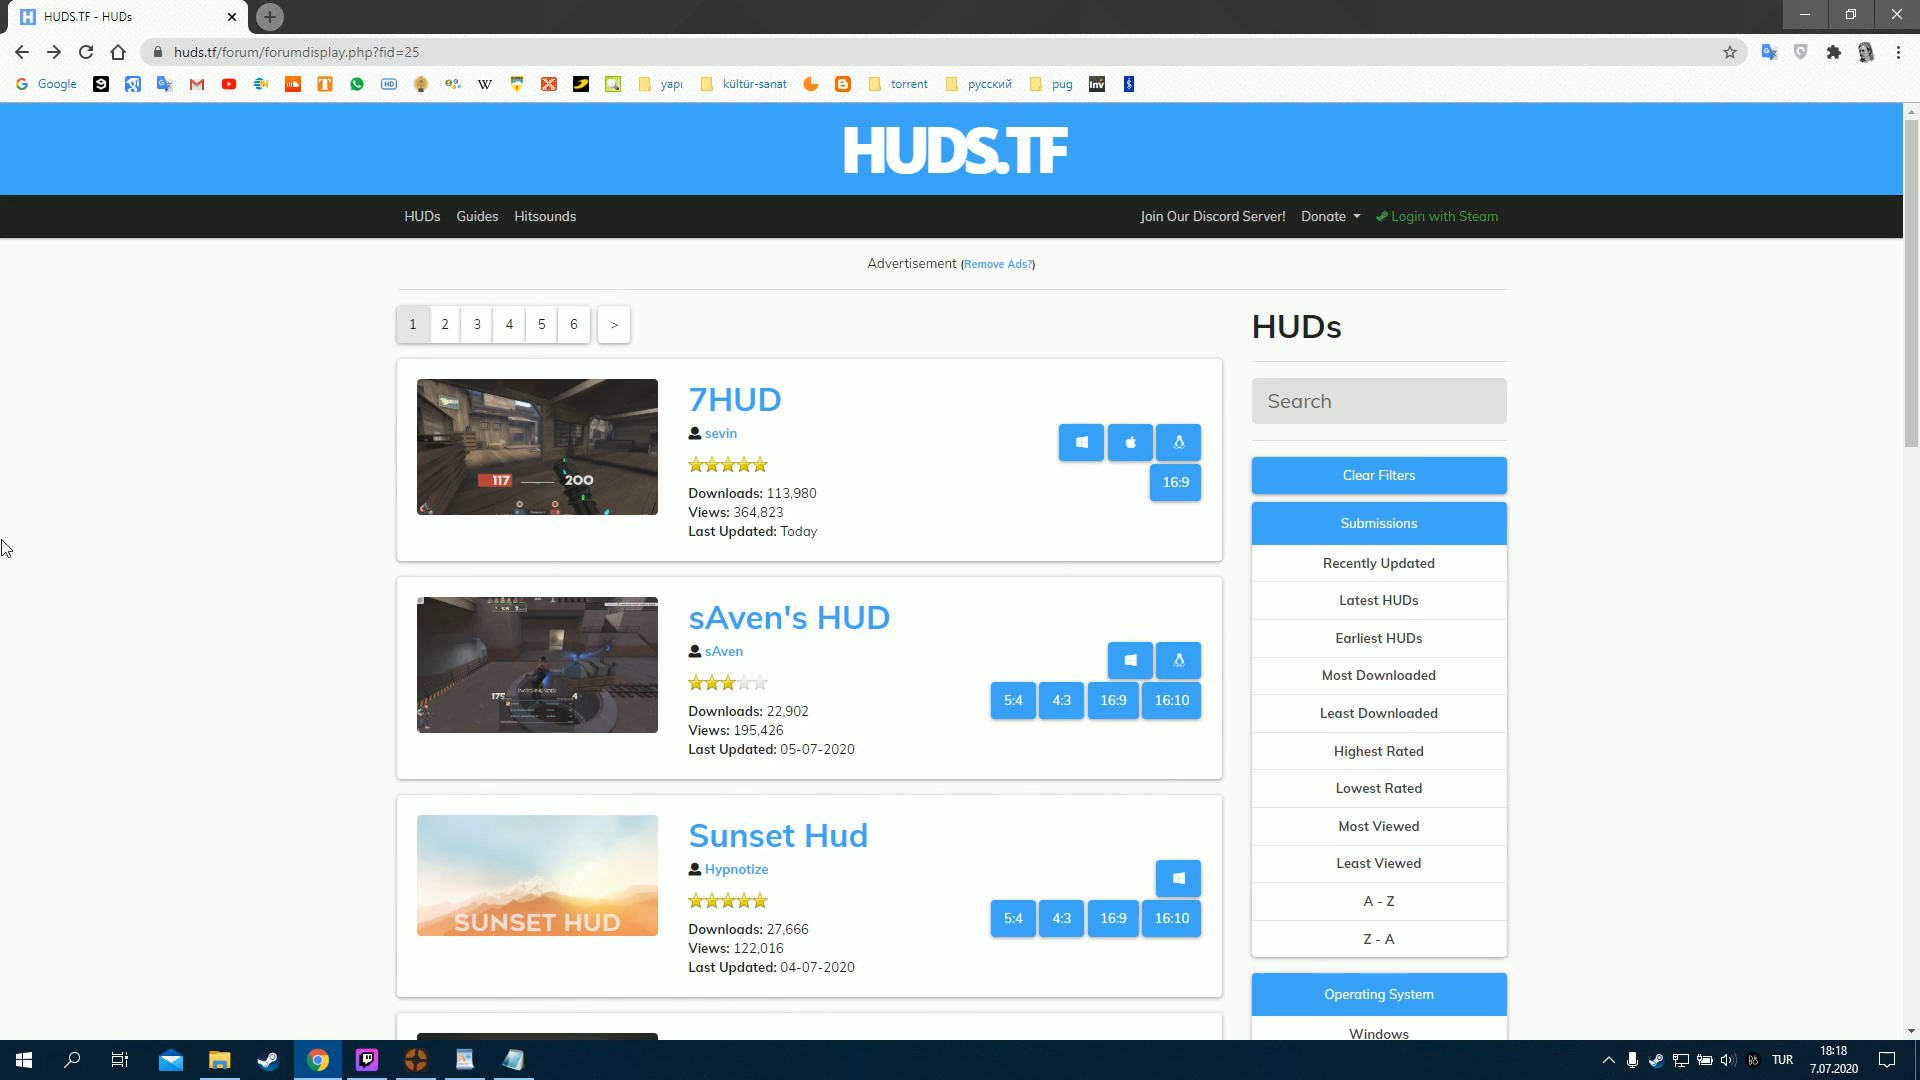 HUDS.TF - HUDs
huds.tf/forum/forumdisplay.php?fid=25
Google
yapı
kültür-sanat
torrent
русский
pug
inv
HUDS.TF
HUDs Guides Hitsounds
Join Our Discord Server! Donate Login with Steam
Advertisement (Remove Ads?)
1 2 3 4 5 6 >
7HUD
sevin
Downloads: 113,980
Views: 364,823
Last Updated: Today
16:9
117 200
sAven's HUD
sAven
Downloads: 22,902
Views: 195,426
Last Updated: 05-07-2020
5:4 4:3 16:9 16:10
175
Sunset Hud
Hypnotize
Downloads: 27,666
Views: 122,016
Last Updated: 04-07-2020
5:4 4:3 16:9 16:10
SUNSET HUD
HUDs
Search
Clear Filters
Submissions
Recently Updated
Latest HUDs
Earliest HUDs
Most Downloaded
Least Downloaded
Highest Rated
Lowest Rated
Most Viewed
Least Viewed
A - Z
Z - A
Operating System
Windows
TUR
18:18
7.07.2020